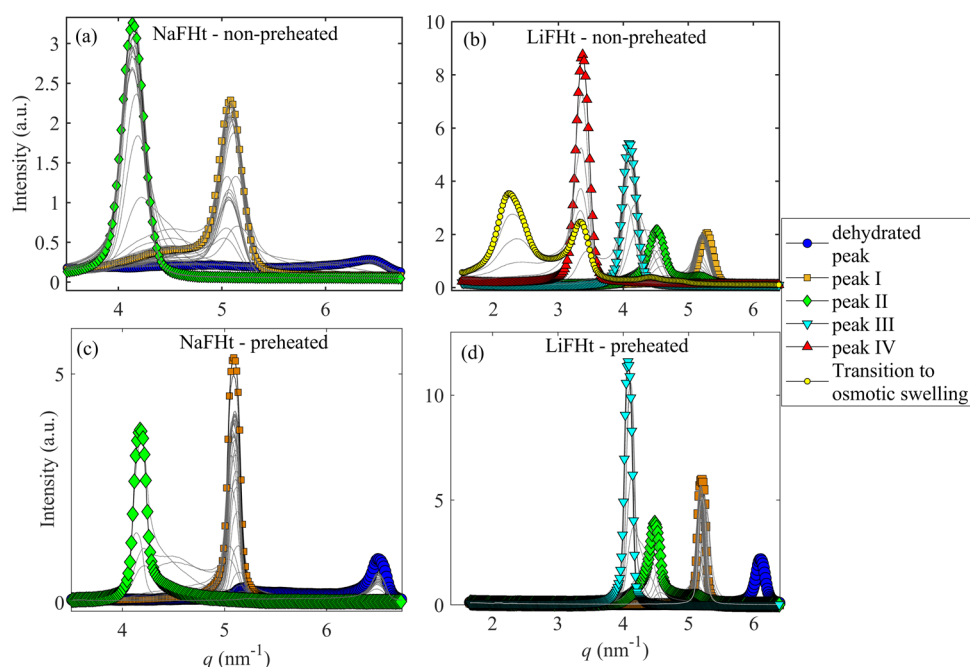 (a)
NaFHt - non-preheated
3
2.5
2
1.5
1
0.5
0
4
5
6
Intensity (a.u.)
(b)
LiFHt - non-preheated
10
8
6
4
2
0
2
3
4
5
6
(c)
NaFHt - preheated
5
0
4
5
6
Intensity (a.u.)
q (nm⁻¹)
(d)
LiFHt - preheated
10
5
0
2
3
4
5
6
q (nm⁻¹)
dehydrated
peak
peak I
peak II
peak III
peak IV
Transition to
osmotic swelling